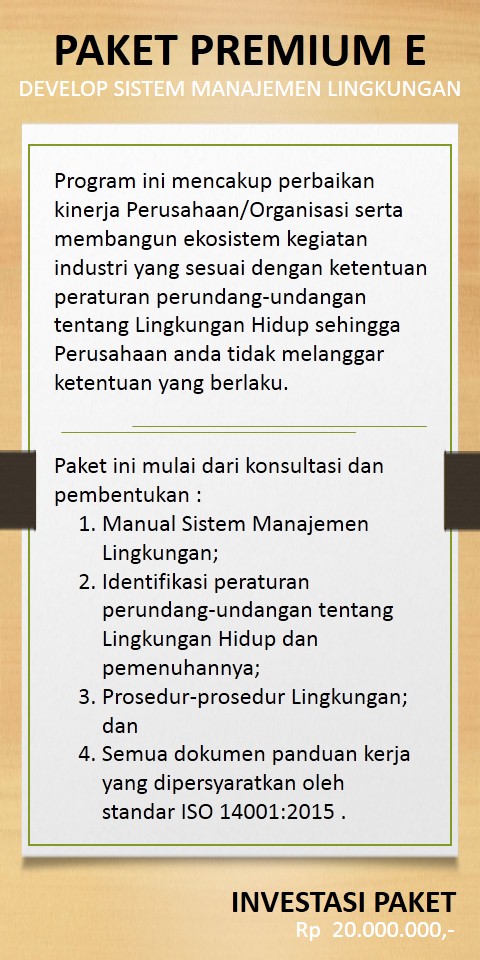 PAKET PREMIUM E
DEVELOP SISTEM MANAJEMEN LINGKUNGAN
Program ini mencakup perbaikan
kinerja Perusahaan/Organisasi serta
membangun ekosistem kegiatan
industri yang sesuai dengan ketentuan
peraturan perundang-undangan
tentang Lingkungan Hidup sehingga
Perusahaan anda tidak melanggar
ketentuan yang berlaku.
Paket ini mulai dari konsultasi dan
pembentukan :
1. Manual Sistem Manajemen
Lingkungan;
2. Identifikasi peraturan
perundang-undangan tentang
Lingkungan Hidup dan
pemenuhannya;
3. Prosedur-prosedur Lingkungan;
dan
4. Semua dokumen panduan kerja
yang dipersyaratkan oleh
standar ISO 14001:2015 .
INVESTASI PAKET
Rp 20.000.000,-